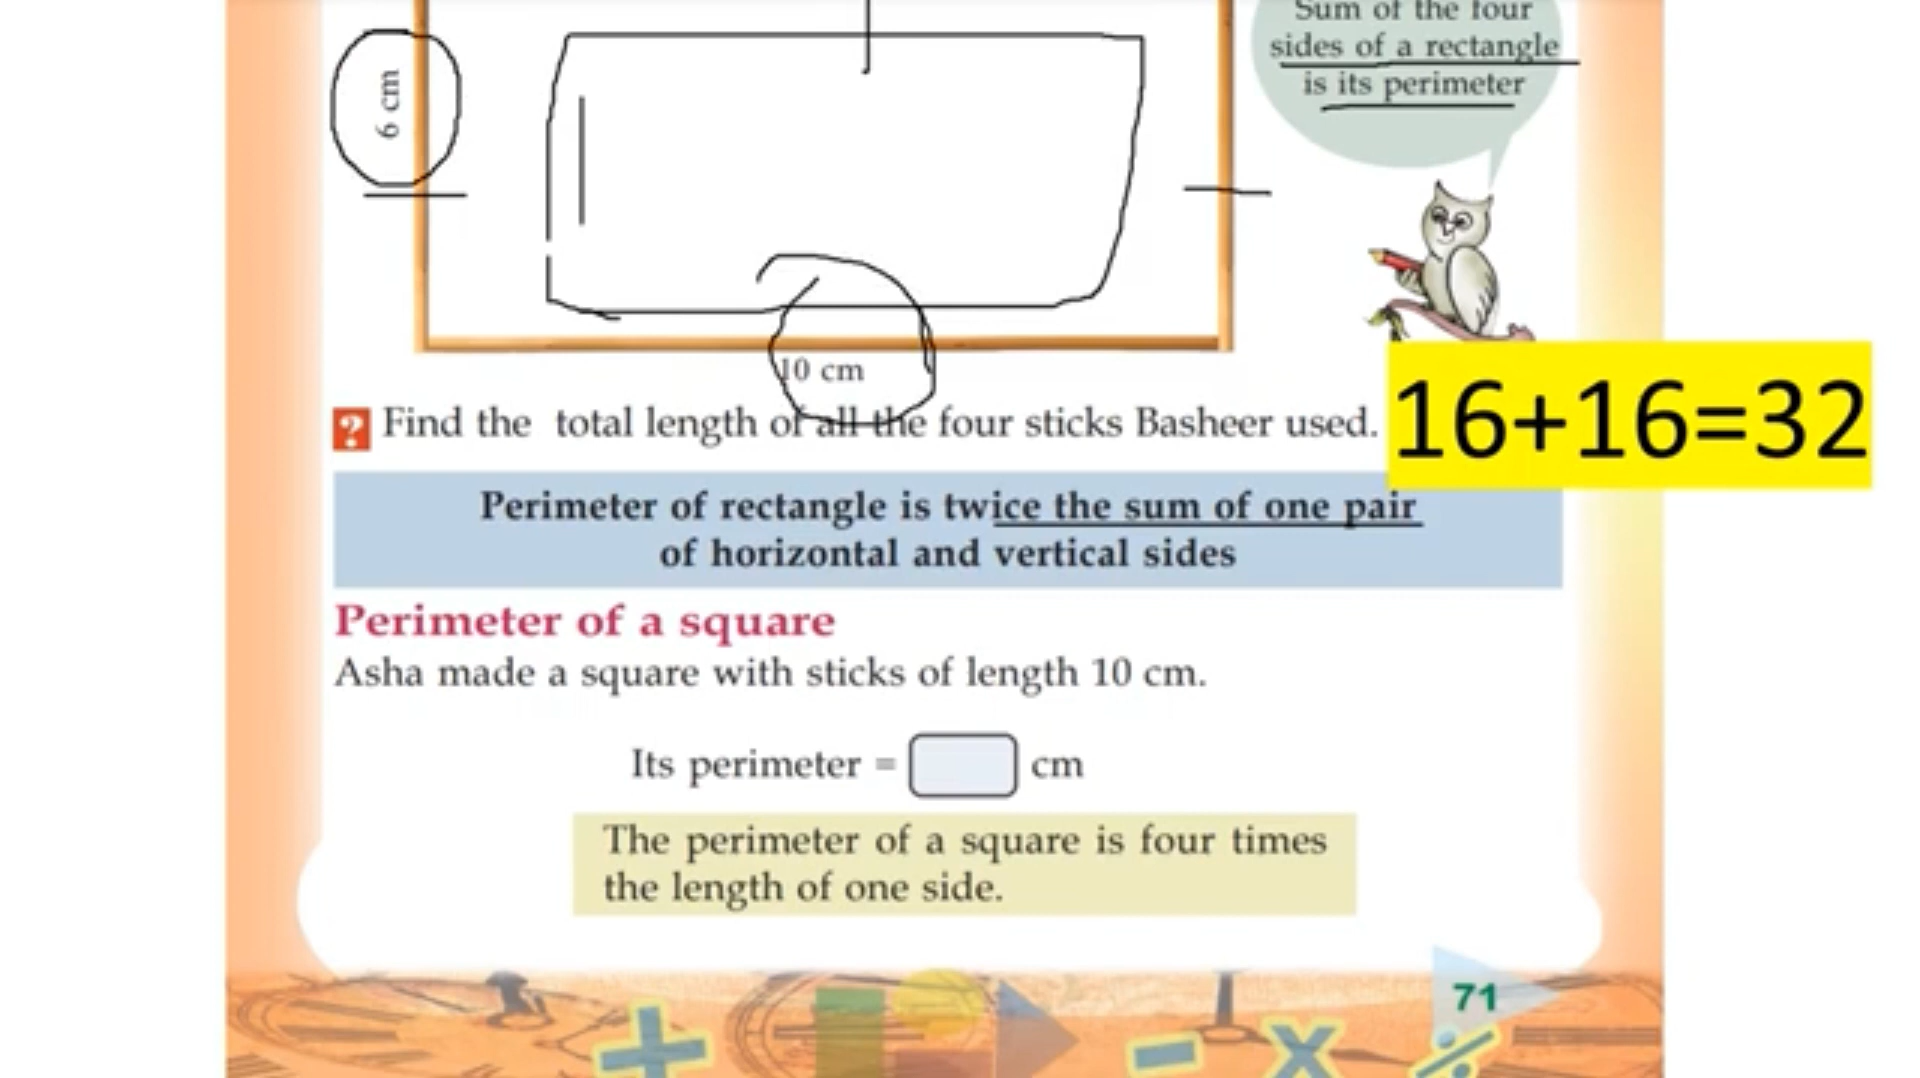 Sum of the four
sides of a rectangle
is its perimeter
6 cm
10 cm
? Find the total length of all the four sticks Basheer used.
16+16=32
Perimeter of rectangle is twice the sum of one pair
of horizontal and vertical sides
Perimeter of a square
Asha made a square with sticks of length 10 cm.
Its perimeter = cm
The perimeter of a square is four times
the length of one side.
71
+ - x ÷